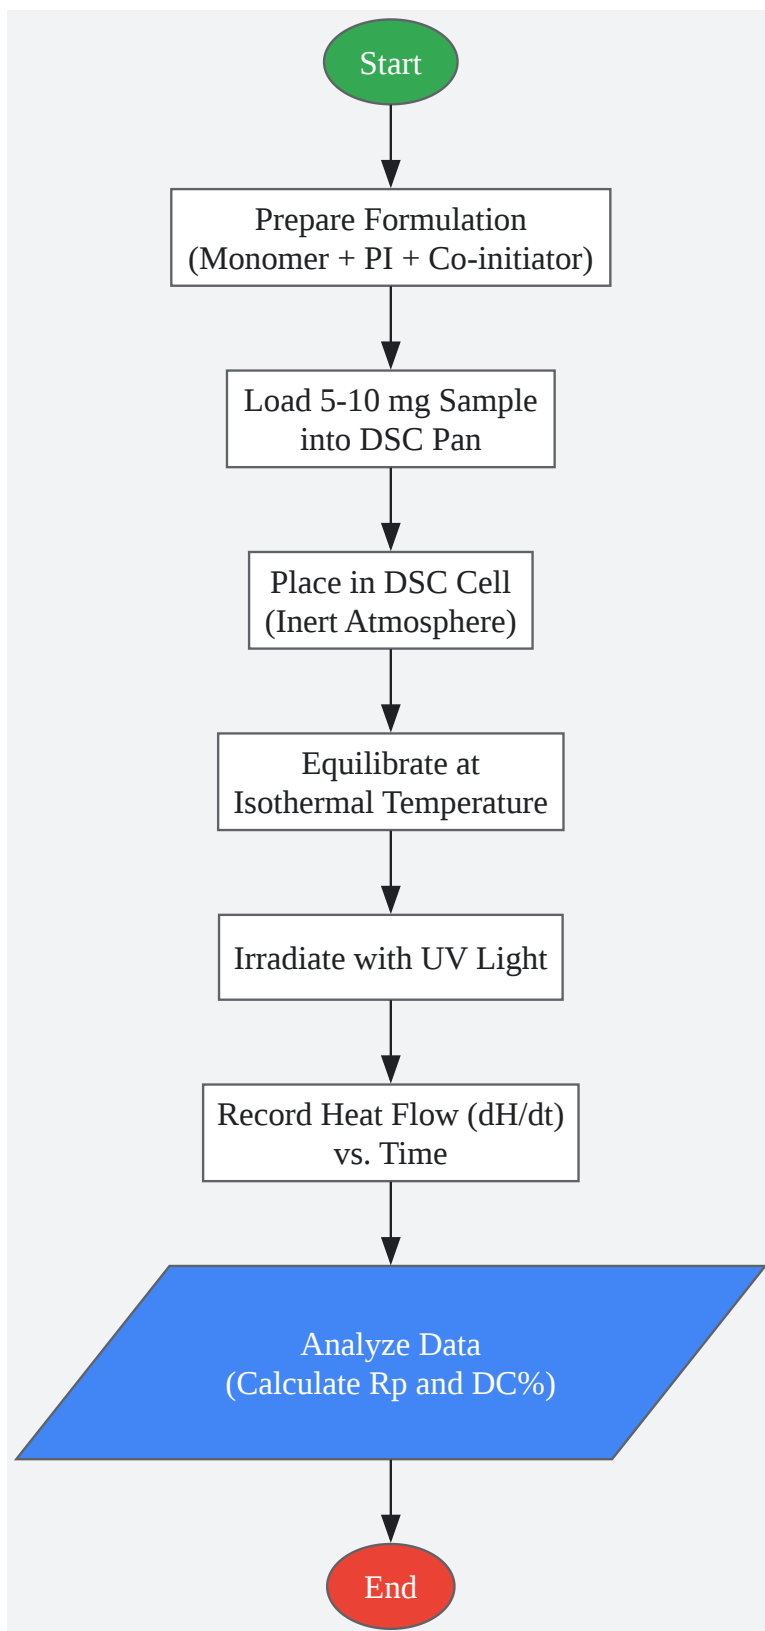 Start
Prepare Formulation
(Monomer + PI + Co-initiator)
Load 5-10 mg Sample
into DSC Pan
Place in DSC Cell
(Inert Atmosphere)
Equilibrate at
Isothermal Temperature
Irradiate with UV Light
Record Heat Flow (dH/dt)
vs. Time
Analyze Data
(Calculate Rp and DC%)
End